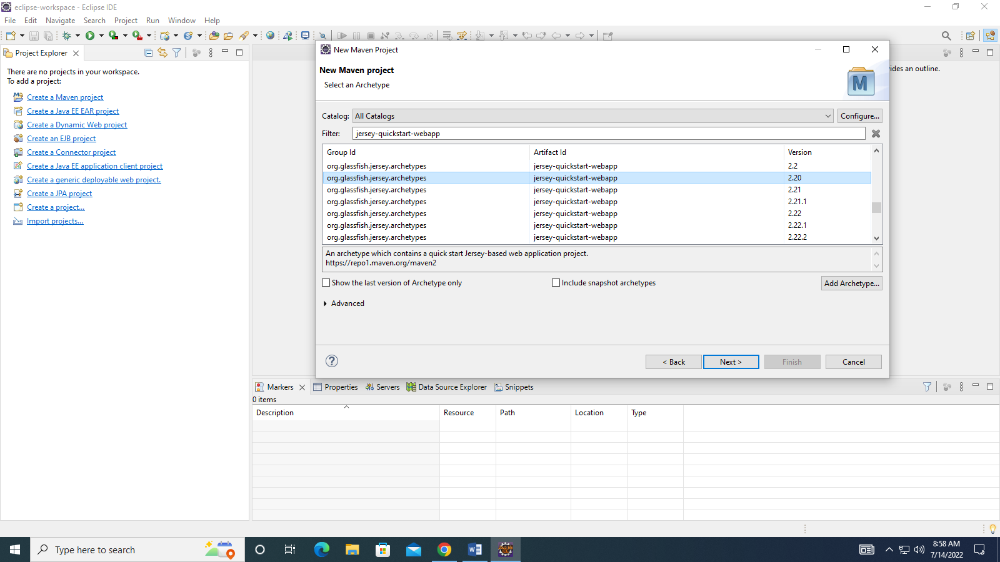 eclipse-workspace - Eclipse IDE
File Edit Navigate Search Project Run Window Help
Project Explorer
There are no projects in your workspace.
To add a project:
Create a Maven project
Create a Java EE EAR project
Create a Dynamic Web project
Create an EJB project
Create a Connector project
Create a Java EE application client project
Create a generic deployable web project.
Create a JPA project
Create a project...
Import projects...
New Maven Project
New Maven project
Select an Archetype
M
Catalog: All Catalogs Configure...
Filter: jersey-quickstart-webapp
Group Id Artifact Id Version
org.glassfish.jersey.archetypes jersey-quickstart-webapp 2.2
org.glassfish.jersey.archetypes jersey-quickstart-webapp 2.20
org.glassfish.jersey.archetypes jersey-quickstart-webapp 2.21
org.glassfish.jersey.archetypes jersey-quickstart-webapp 2.21.1
org.glassfish.jersey.archetypes jersey-quickstart-webapp 2.22
org.glassfish.jersey.archetypes jersey-quickstart-webapp 2.22.1
org.glassfish.jersey.archetypes jersey-quickstart-webapp 2.22.2
An archetype which contains a quick start Jersey-based web application project.
https://repo1.maven.org/maven2
Show the last version of Archetype only Include snapshot archetypes Add Archetype...
Advanced
? < Back Next > Finish Cancel
an outline.
Markers Properties Servers Data Source Explorer Snippets
0 items
Description Resource Path Location Type
Type here to search
8:58 AM
7/14/2022